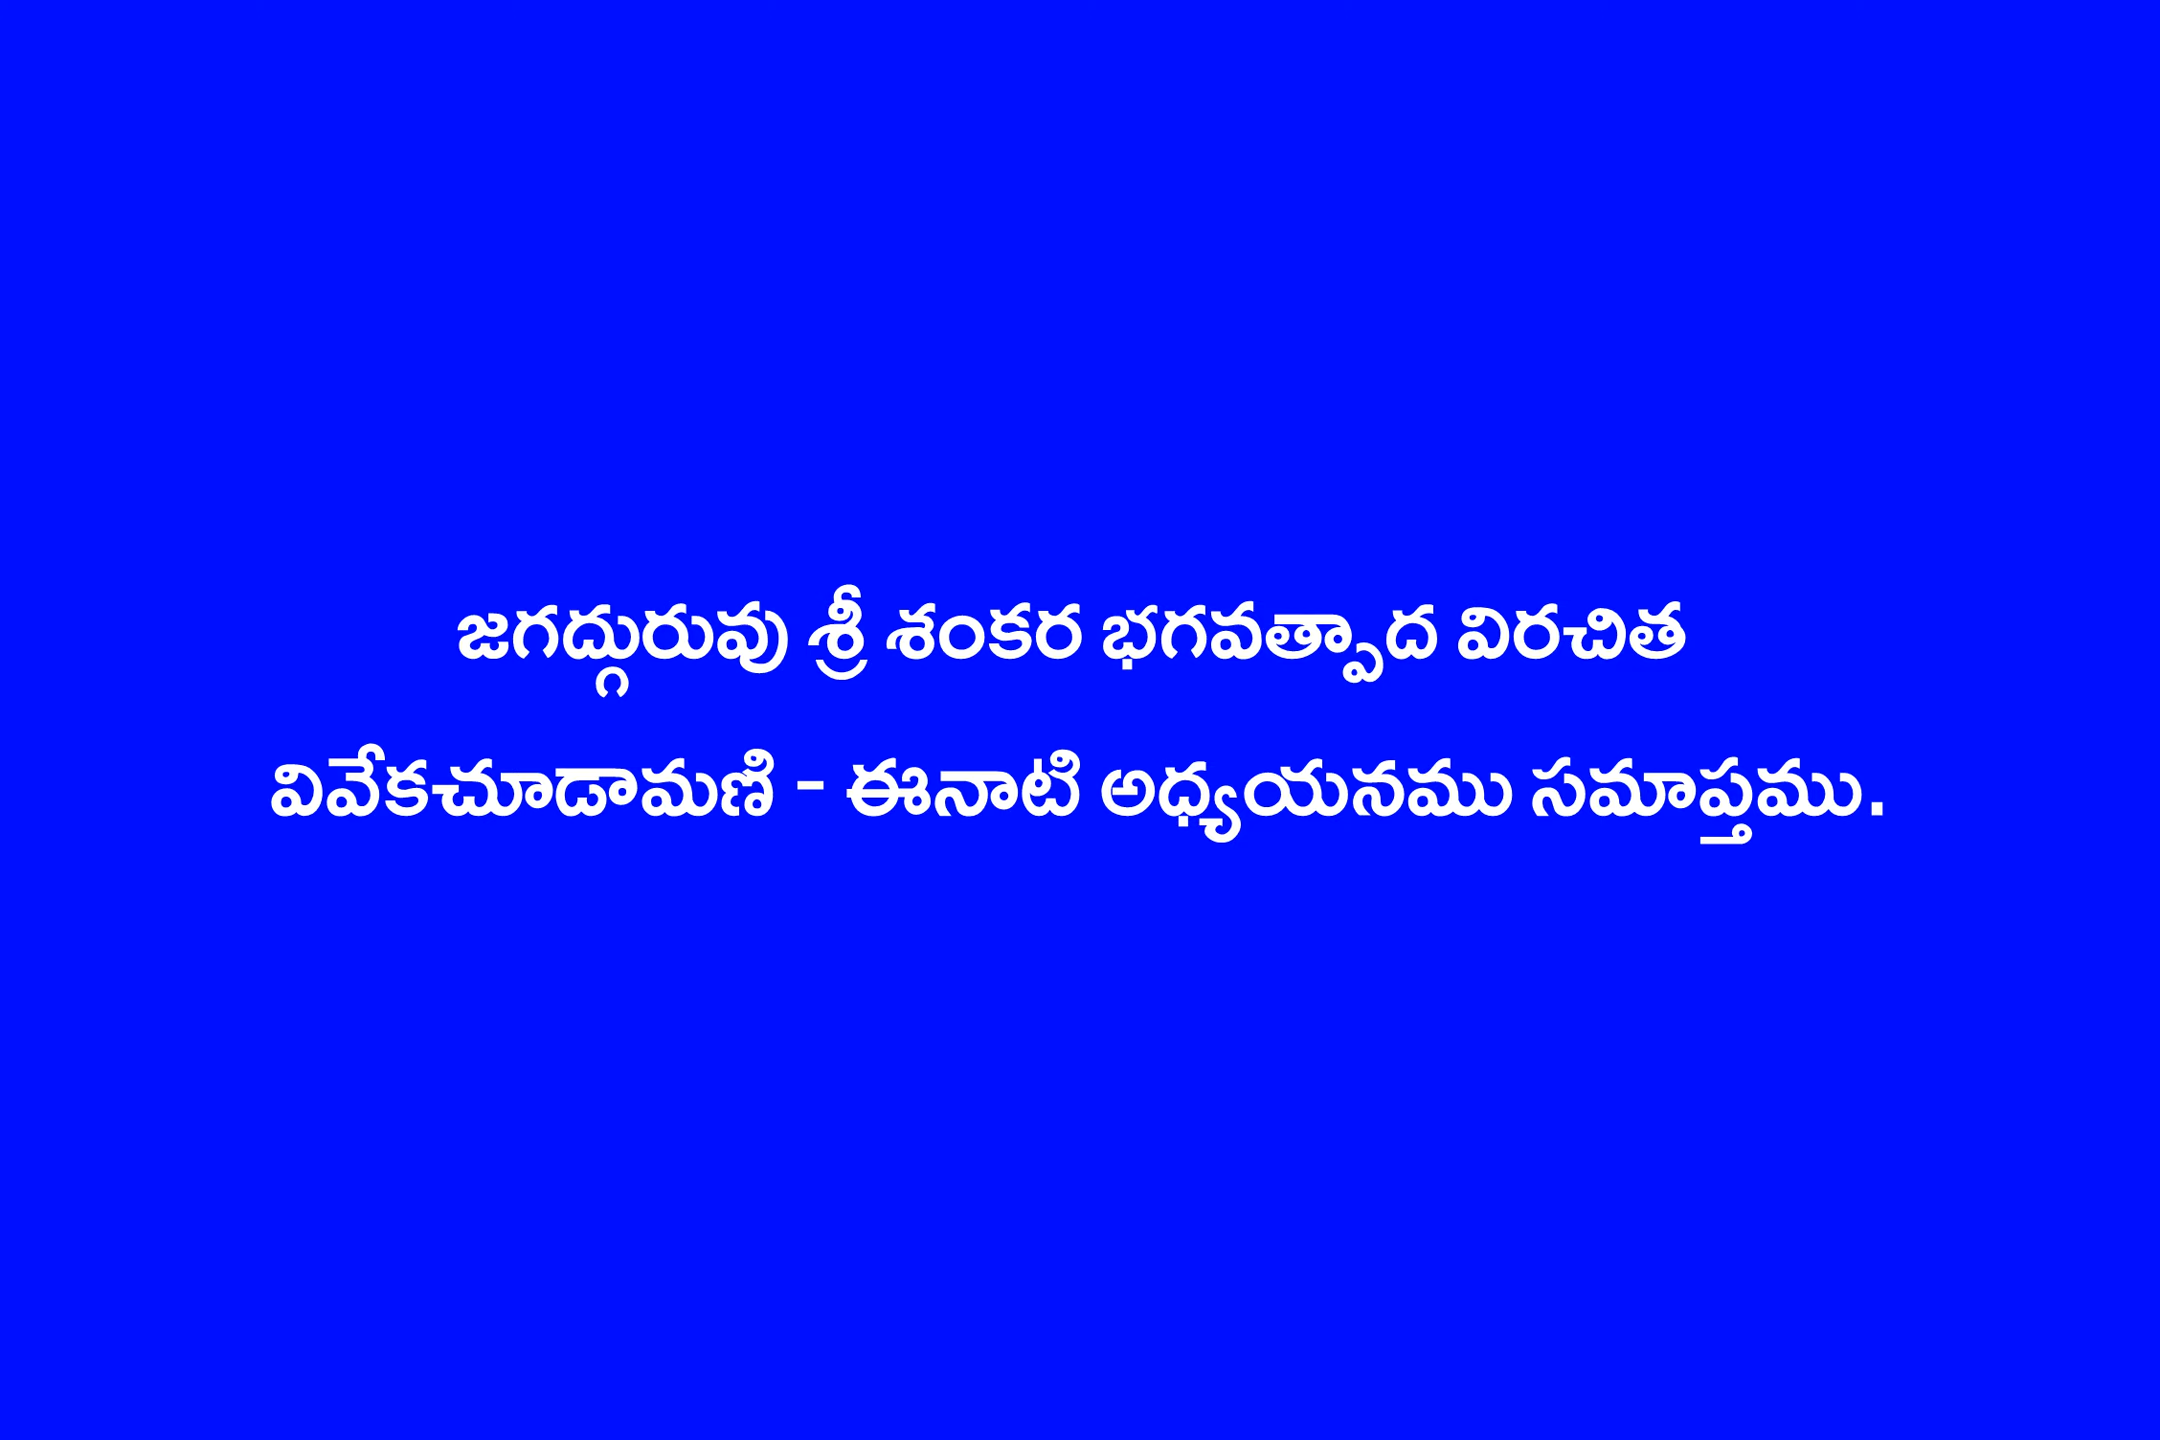 జగద్గురువు శ్రీ శంకర భగవత్పాద విరచిత
వివేకచూడామణి - ఈనాటి అధ్యయనము సమాప్తము.